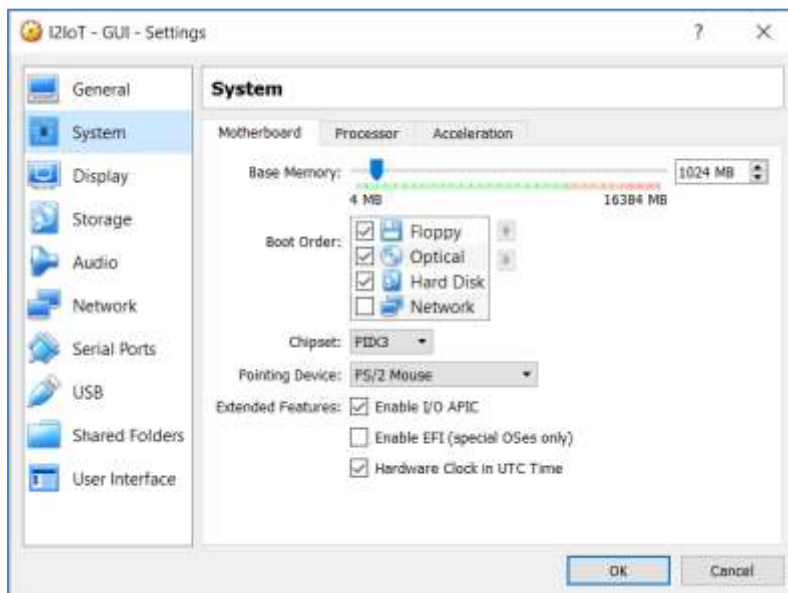 I2IoT - GUI - Settings
General
System
Display
Storage
Audio
Network
Serial Ports
USB
Shared Folders
User Interface
System
Motherboard Processor Acceleration
Base Memory: 1024 MB
4 MB 16384 MB
Boot Order: Floppy
Optical
Hard Disk
Network
Chipset: PIIX3
Pointing Device: PS/2 Mouse
Extended Features: Enable I/O APIC
Enable EFI (special OSes only)
Hardware Clock in UTC Time
OK Cancel